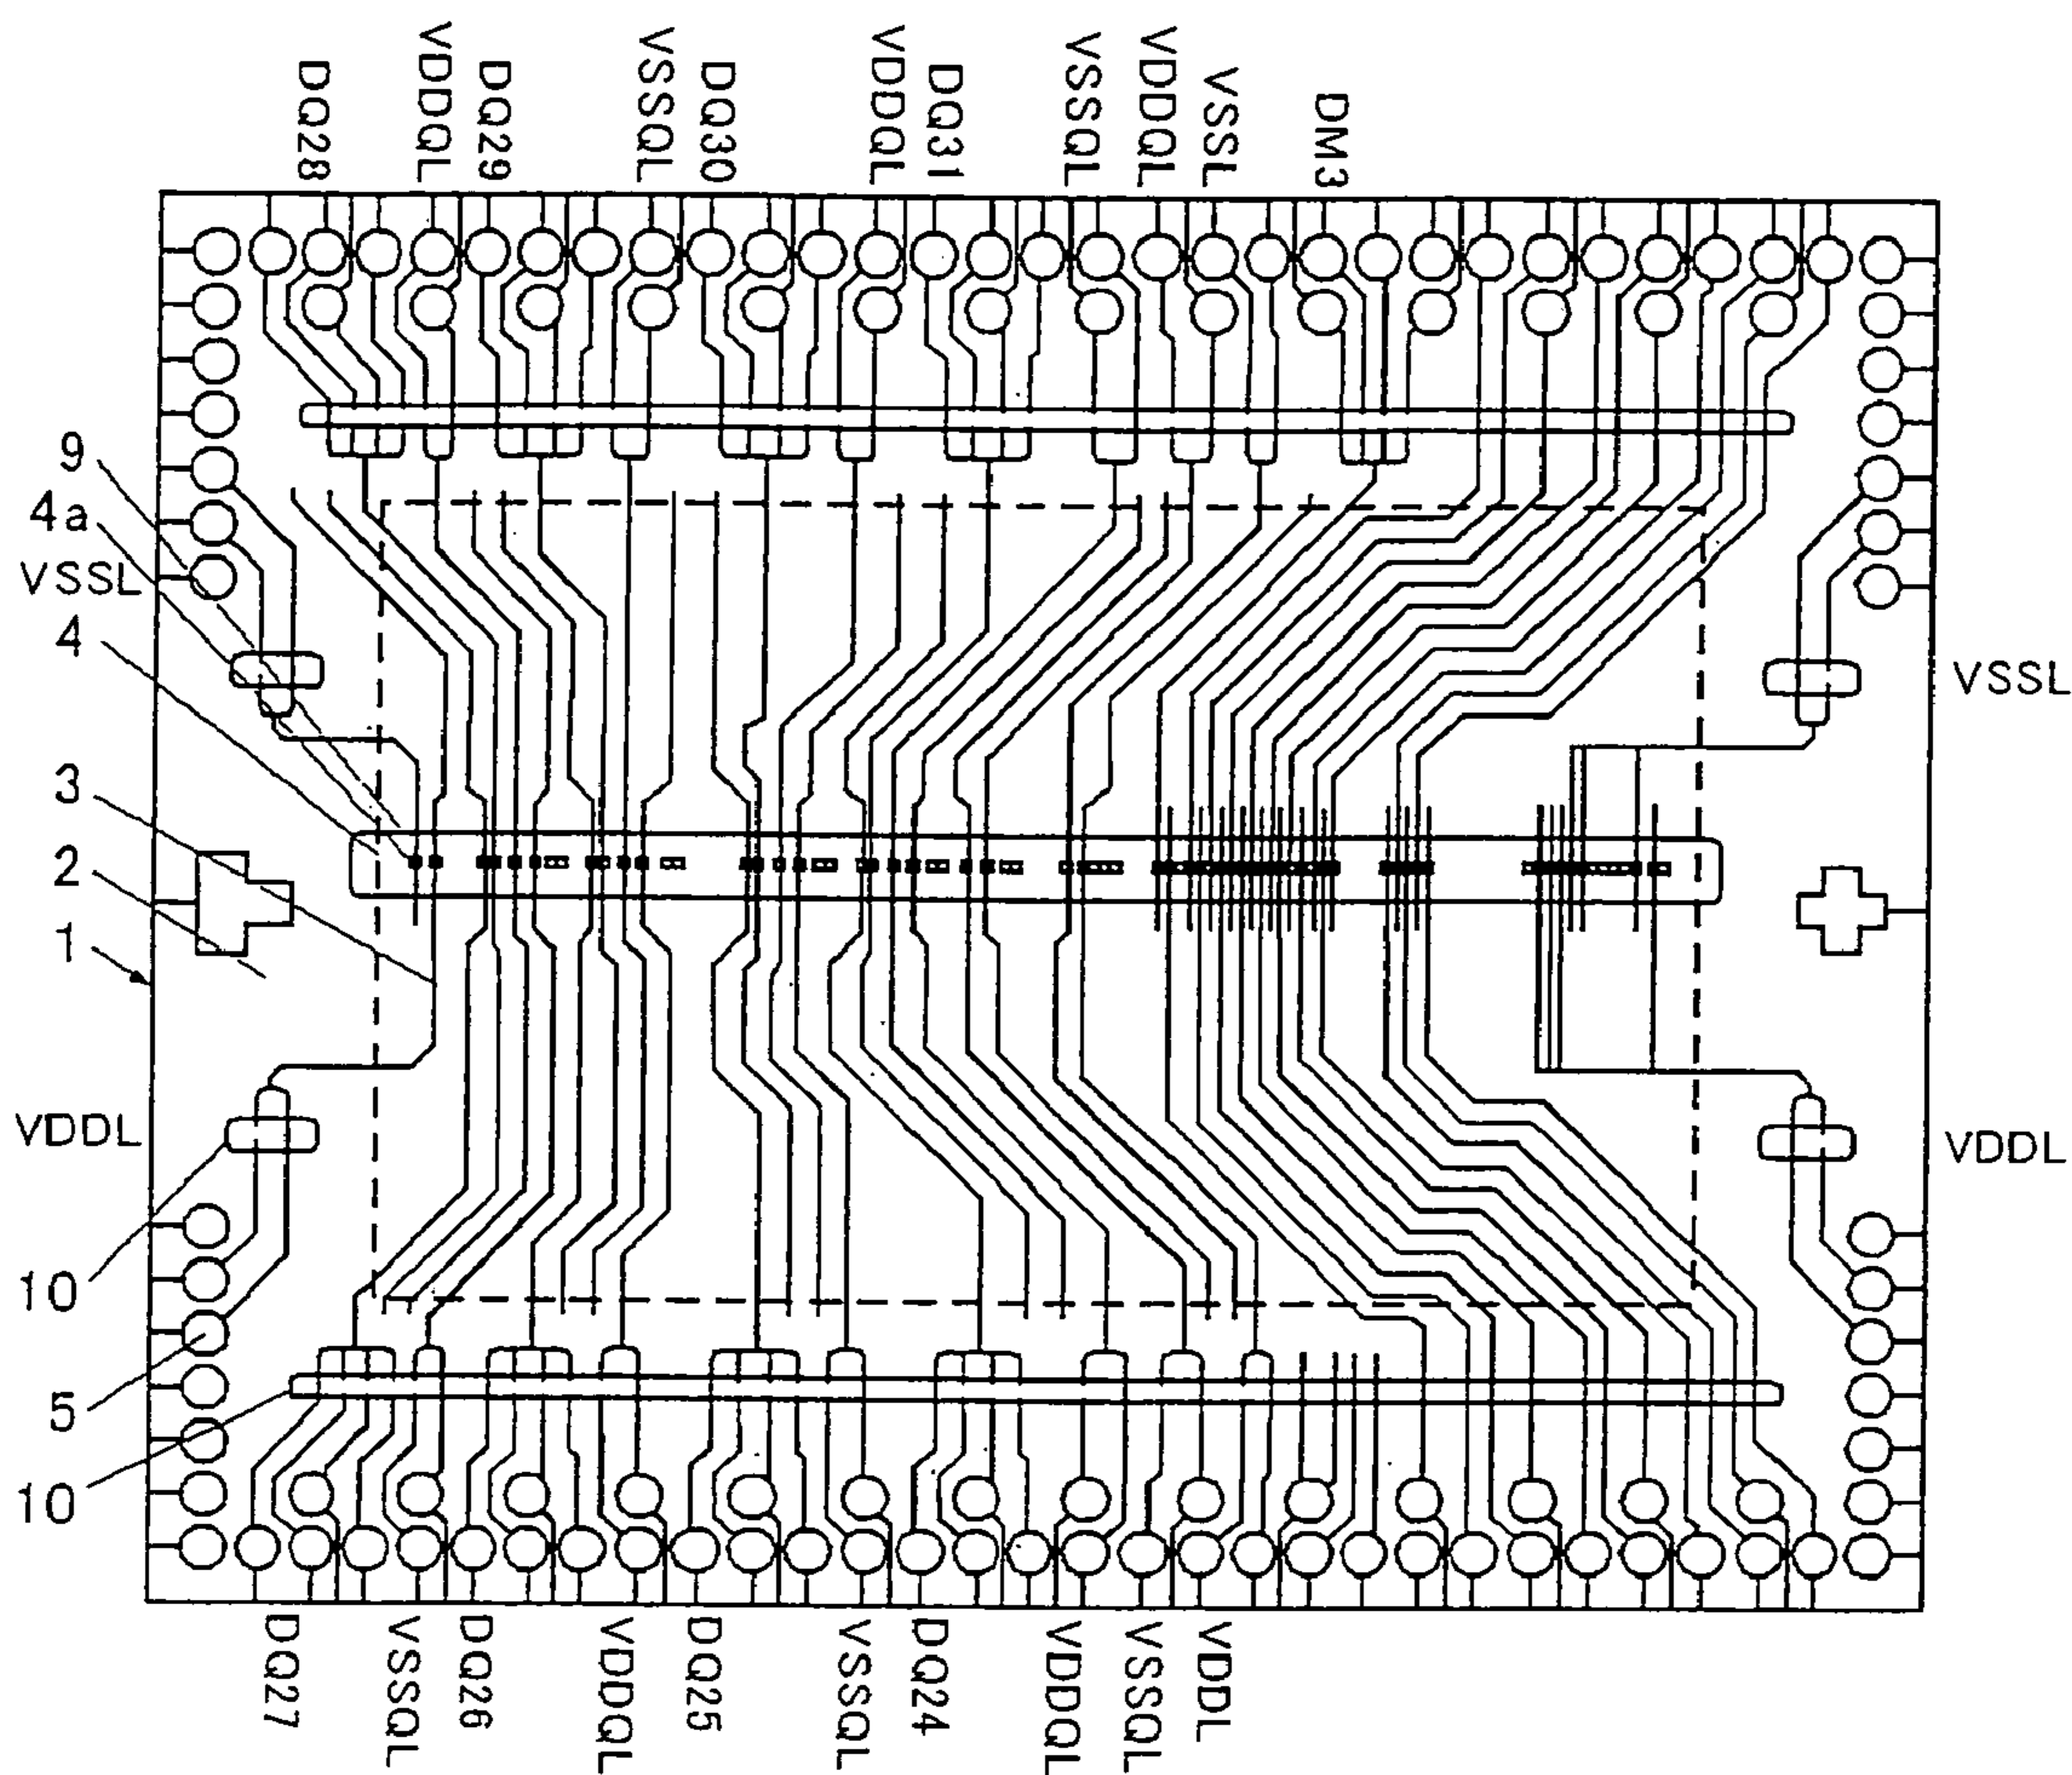 DQ28
VDDQL
DQ29
VSSQL
DQ30
VDDQL
DQ31
VSSQL
VDDQL
VSSL
DM3
9
4a
VSSL
4
3
2
1
VDDL
10
5
10
VSSL
VDDL
DQ27
VSSQL
DQ26
VDDQL
DQ25
VSSQL
DQ24
VDDQL
VSSQL
VDDL